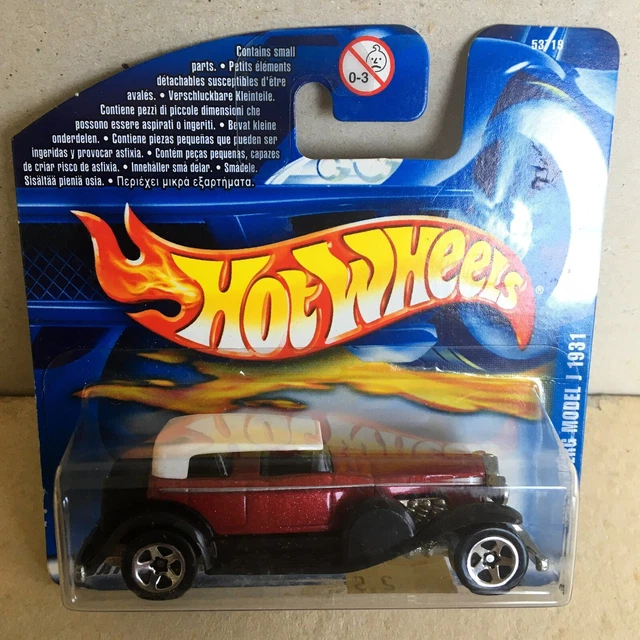 Contains small
parts. • Petits éléments
détachables susceptibles d'être
avalés. • Verschluckbare Kleinteile.
Contiene pezzi di piccole dimensioni che
possono essere aspirati o ingeriti. • Bevat kleine
onderdelen. • Contiene piezas pequeñas que pueden ser
ingeridas y provocar asfixia. • Contém peças pequenas, capazes
de criar risco de asfixia. • Innehåller små delar. • Smådele.
Sisältää pieniä osia. • Περιέχει μικρά εξαρτήματα.
0-3
53/19
HOT WHEELS
®
RG MODEL J 1931
2.5